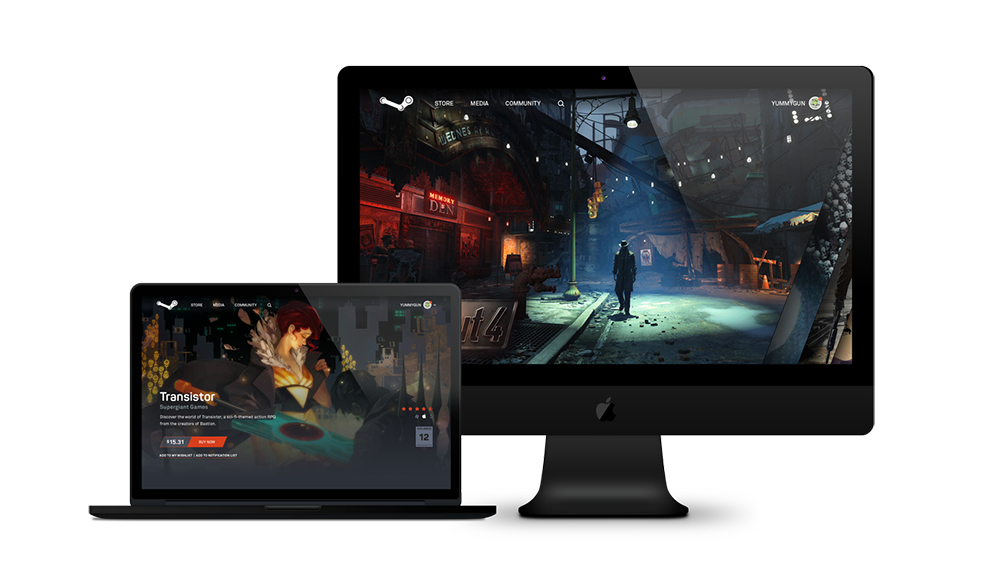 STORE MEDIA COMMUNITY
YUMMYGUN
MEMORY
DEN
STORE MEDIA COMMUNITY
YUMMYGUN
Transistor
Supergiant Games
Discover the world of Transistor, a sci-fi-themed action RPG
from the creators of Bastion.
$15.31 BUY NOW
ADD TO MY WISHLIST | ADD TO NOTIFICATION LIST
12